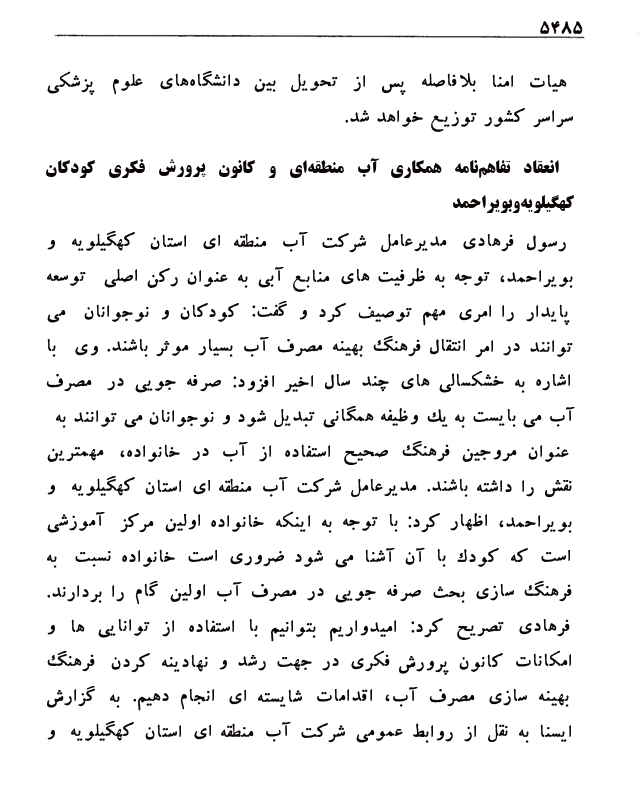 ۵۴۸۵
هیات امنا بلافاصله پس از تحویل بین دانشگاه‌های علوم پزشکی
سراسر کشور توزیع خواهد شد.
انعقاد تفاهم‌نامه همکاری آب منطقه‌ای و کانون پرورش فکری کودکان
کهگیلویه‌وبویراحمد
رسول فرهادی مدیرعامل شرکت آب منطقه ای استان کهگیلویه و
بویراحمد، توجه به ظرفیت های منابع آبی به عنوان رکن اصلی توسعه
پایدار را امری مهم توصیف کرد و گفت: کودکان و نوجوانان می
توانند در امر انتقال فرهنگ بهینه مصرف آب بسیار موثر باشند. وی با
اشاره به خشکسالی های چند سال اخیر افزود: صرفه جویی در مصرف
آب می بایست به یك وظیفه همگانی تبدیل شود و نوجوانان می توانند به
عنوان مروجین فرهنگ صحیح استفاده از آب در خانواده، مهمترین
نقش را داشته باشند. مدیرعامل شرکت آب منطقه ای استان کهگیلویه و
بویراحمد، اظهار کرد: با توجه به اینکه خانواده اولین مرکز آموزشی
است که کودك با آن آشنا می شود ضروری است خانواده نسبت به
فرهنگ سازی بحث صرفه جویی در مصرف آب اولین گام را بردارند.
فرهادی تصریح کرد: امیدواریم بتوانیم با استفاده از توانایی ها و
امکانات کانون پرورش فکری در جهت رشد و نهادینه کردن فرهنگ
بهینه سازی مصرف آب، اقدامات شایسته ای انجام دهیم. به گزارش
ایسنا به نقل از روابط عمومی شرکت آب منطقه ای استان کهگیلویه و